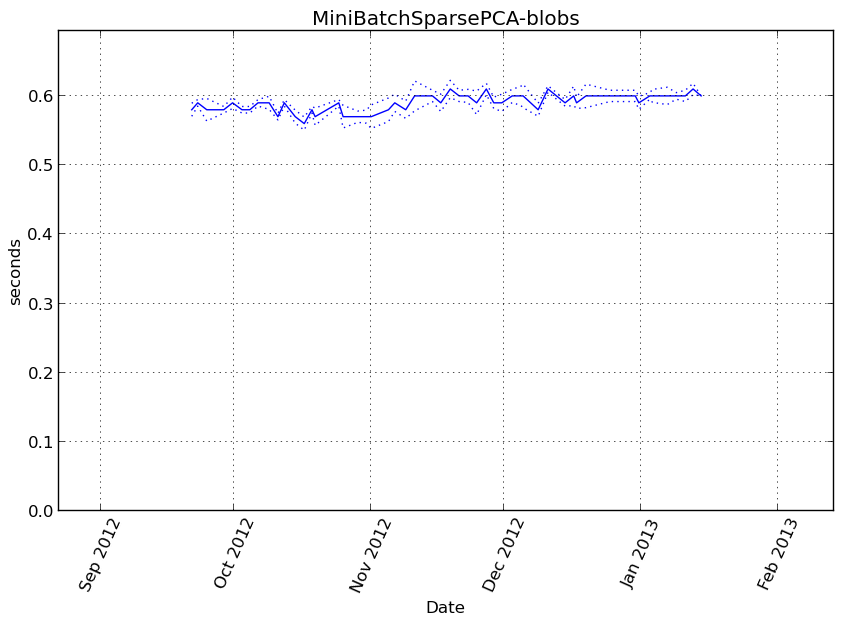 MiniBatchSparsePCA-blobs
0.6
0.5
0.4
0.3
0.2
0.1
0.0
seconds
Sep 2012
Oct 2012
Nov 2012
Dec 2012
Jan 2013
Feb 2013
Date